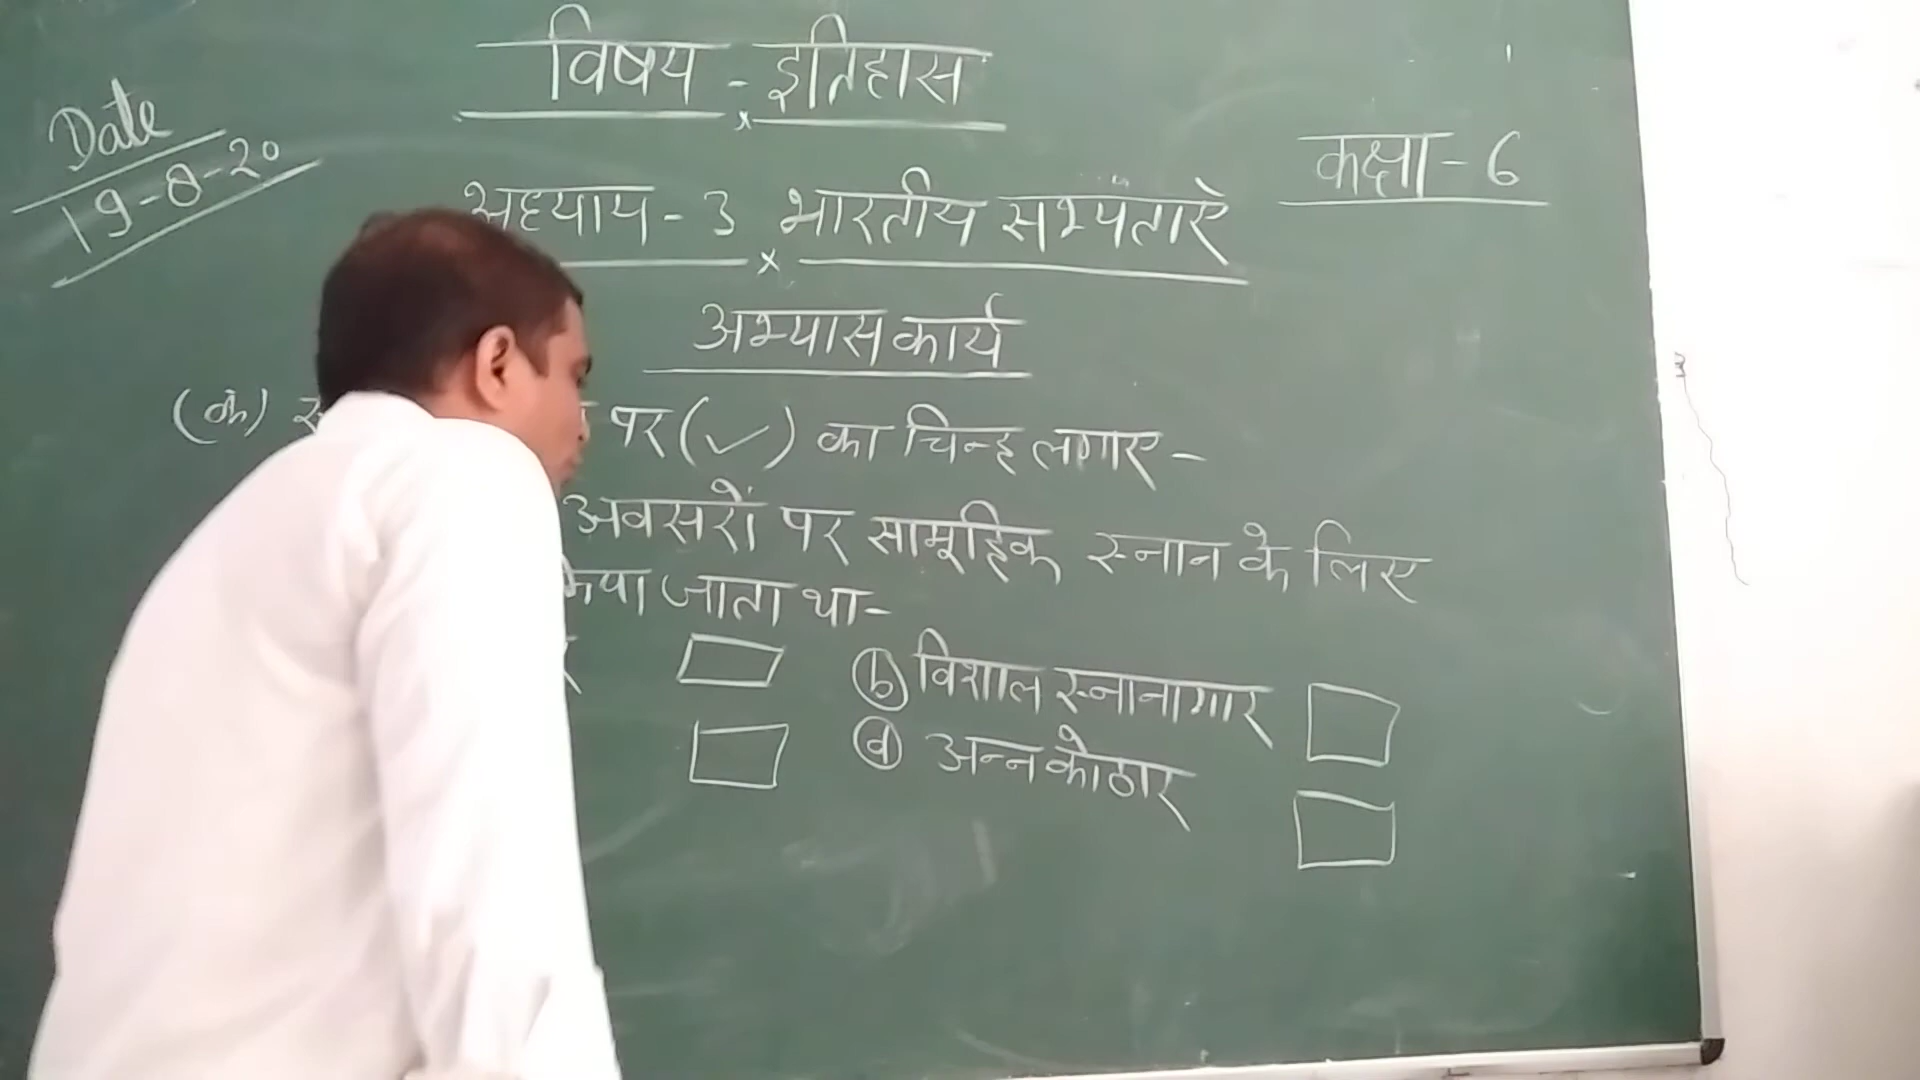 विषय - इतिहास
Date
19-8-20
कक्षा - 6
अध्याय - 3 भारतीय सभ्यताएं
अभ्यास कार्य
(क) पर (✓) का चिन्ह लगाए -
अवसरों पर सामूहिक स्नान के लिए
किया जाता था -
(b) विशाल स्नानागार
(d) अन्न कोठार